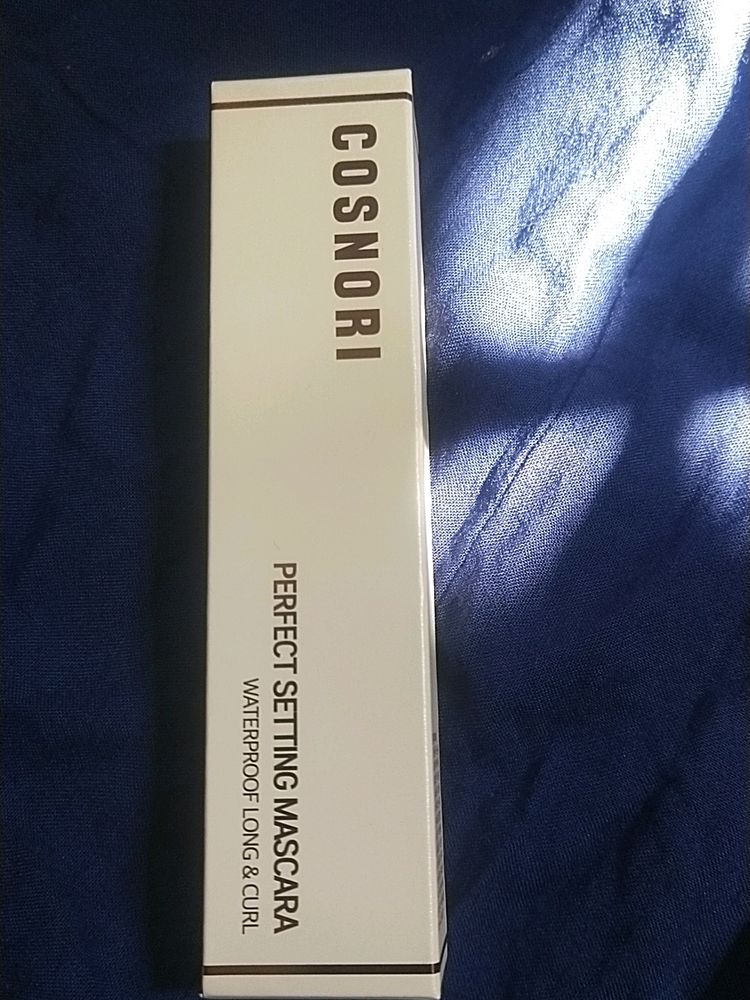 COSNORI
PERFECT SETTING MASCARA
WATERPROOF LONG & CURL